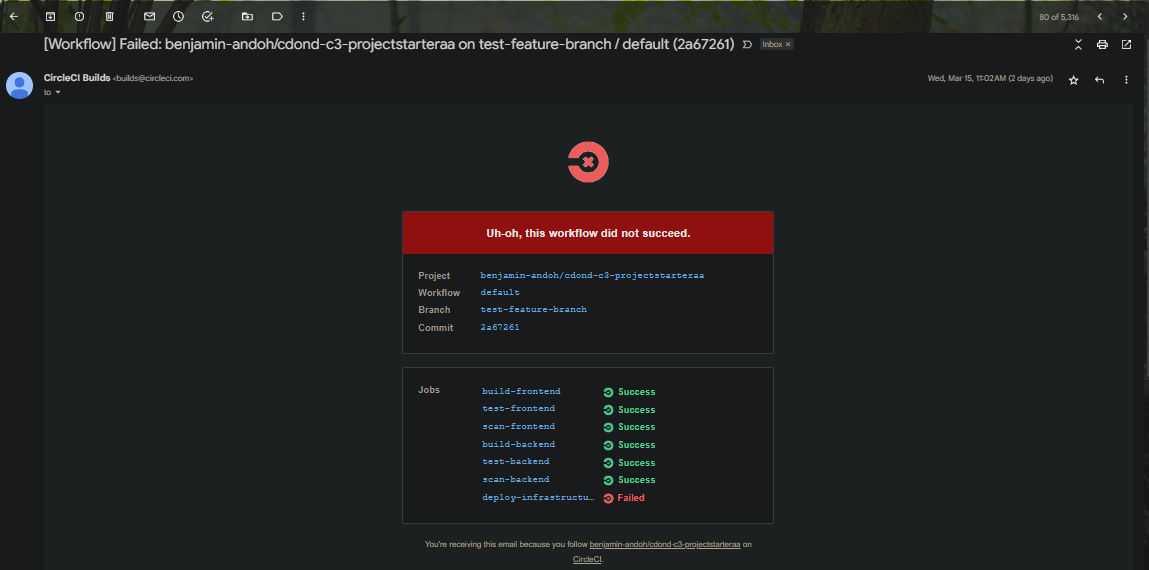 80 of 5,316
[Workflow] Failed: benjamin-andoh/cdond-c3-projectstarteraa on test-feature-branch / default (2a67261) Inbox ×
CircleCI Builds <builds@circleci.com> Wed, Mar 15, 11:02 AM (2 days ago)
to
Uh-oh, this workflow did not succeed.
Project benjamin-andoh/cdond-c3-projectstarteraa
Workflow default
Branch test-feature-branch
Commit 2a67261
Jobs build-frontend Success
test-frontend Success
scan-frontend Success
build-backend Success
test-backend Success
scan-backend Success
deploy-infrastructu… Failed
You're receiving this email because you follow benjamin-andoh/cdond-c3-projectstarteraa on
CircleCI.